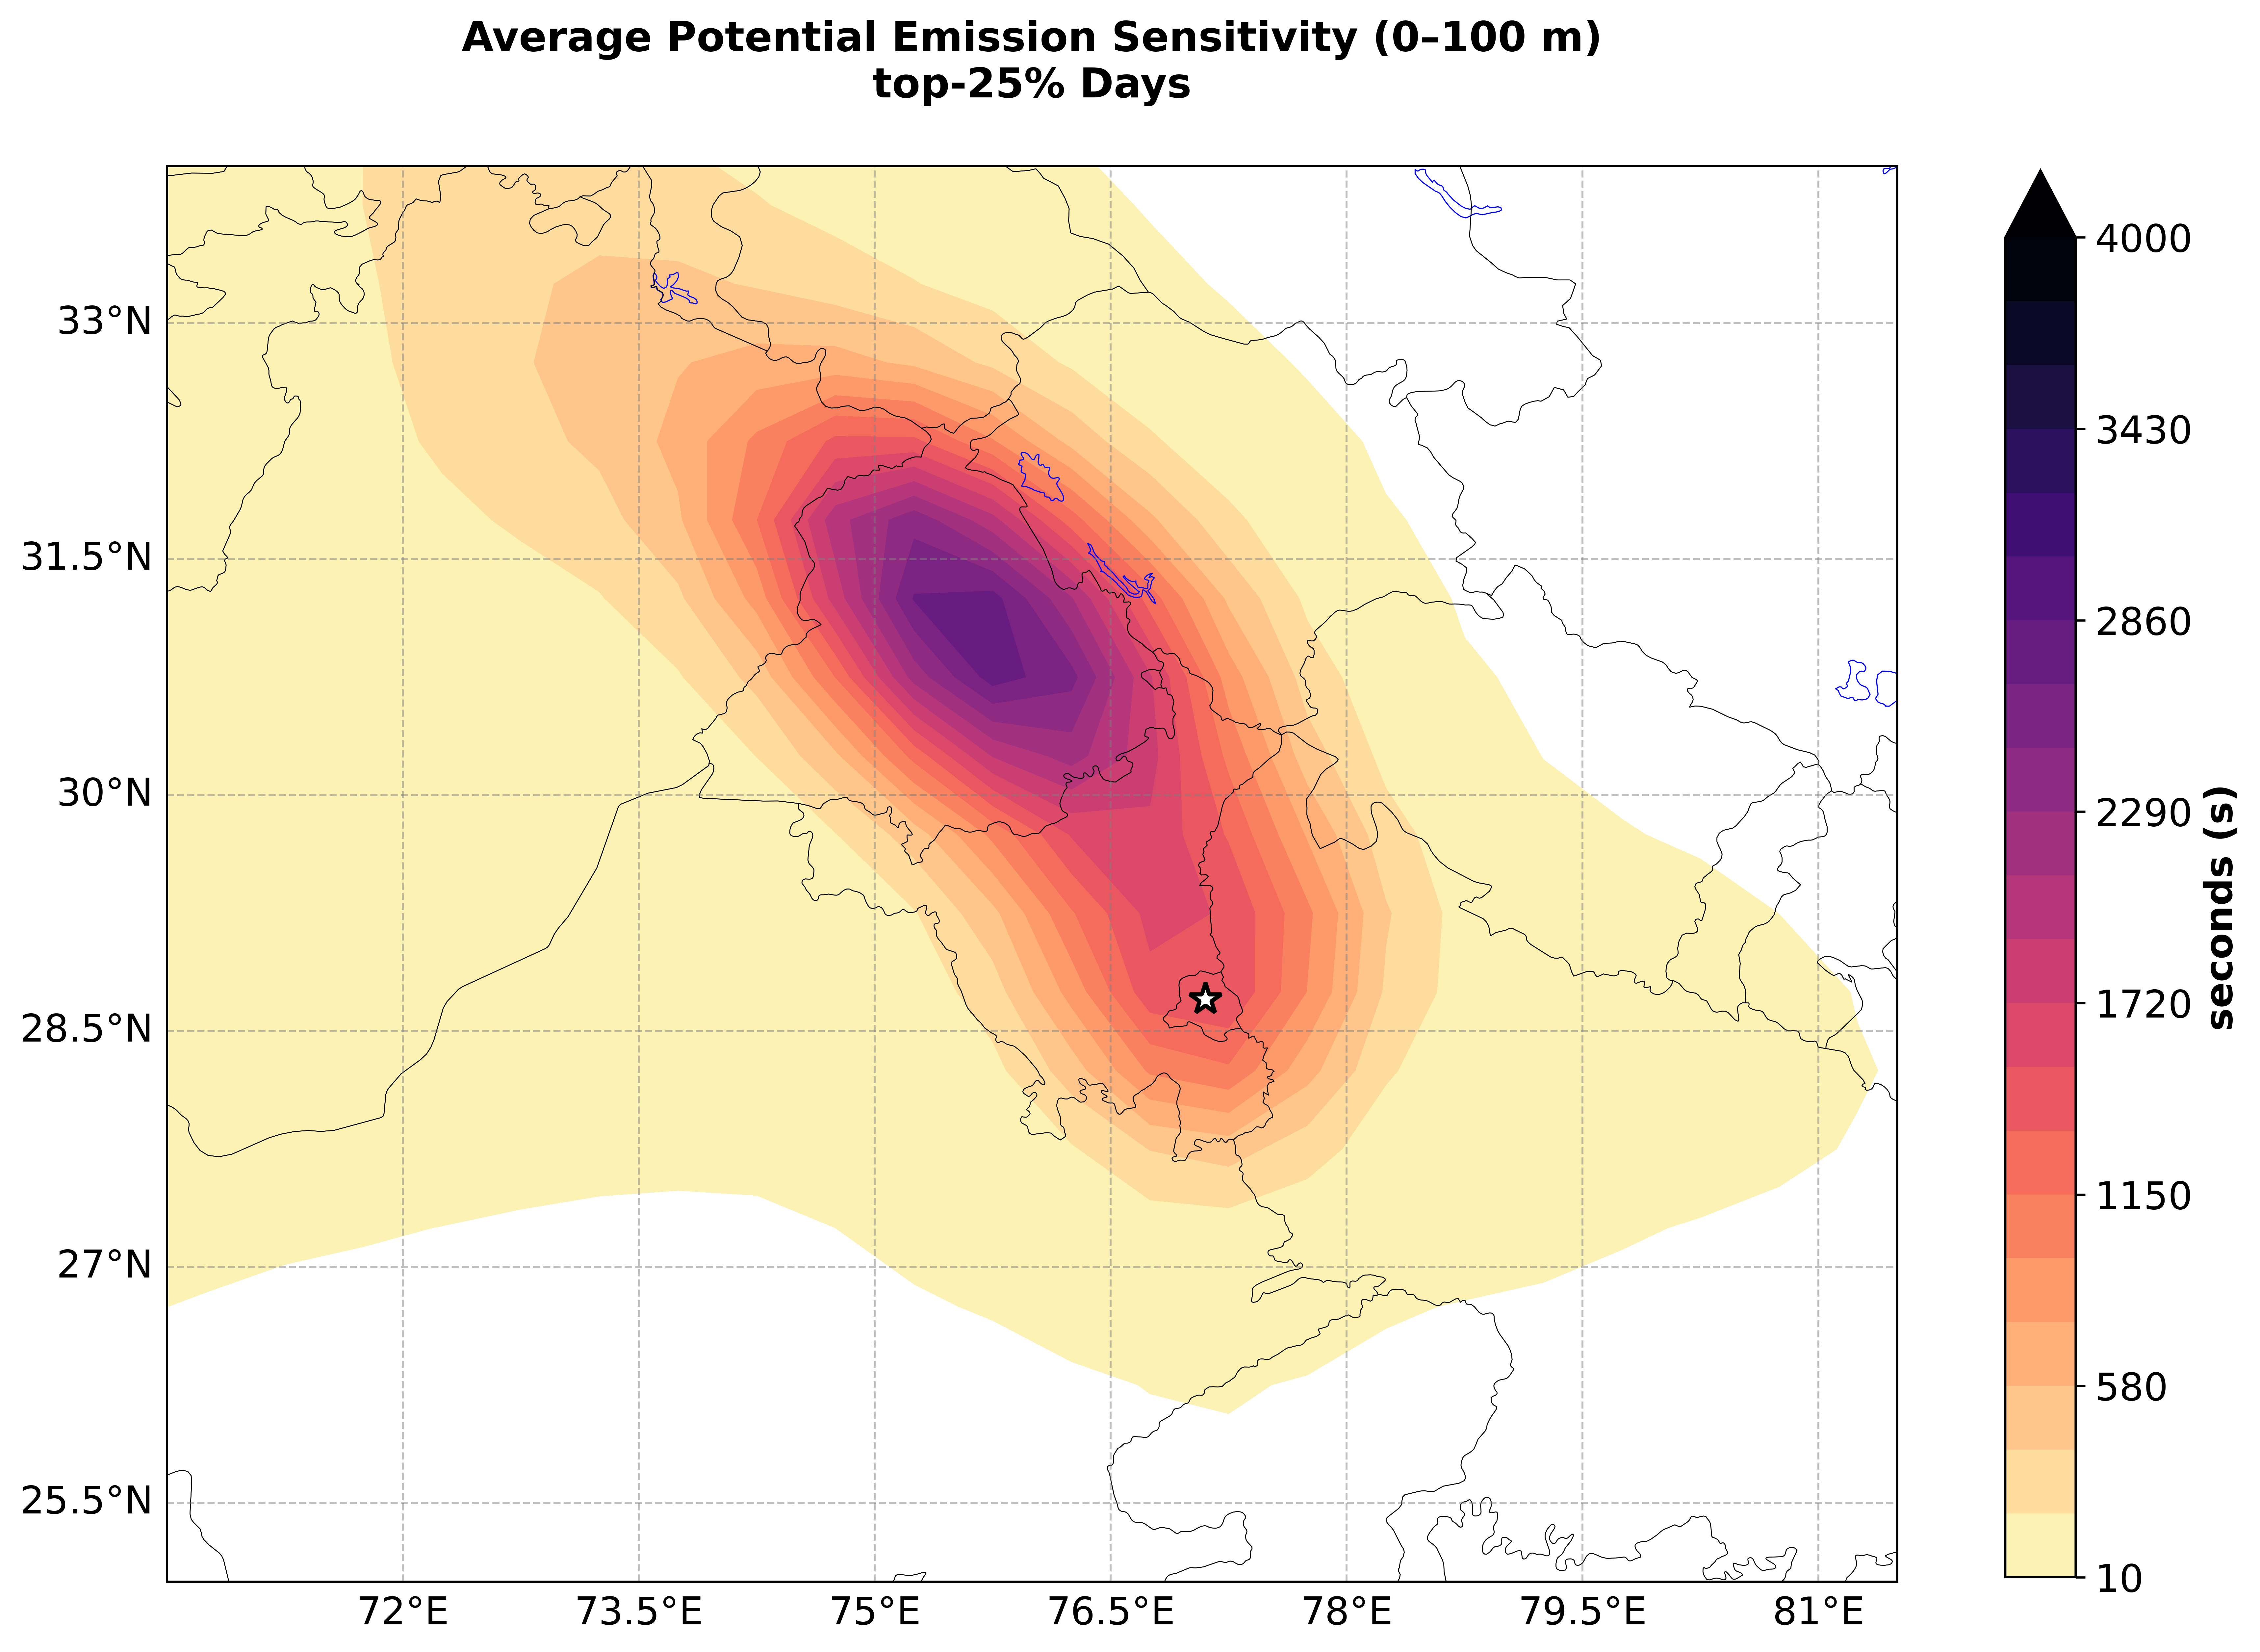 Average Potential Emission Sensitivity (0–100 m)
top-25% Days
33°N
31.5°N
30°N
28.5°N
27°N
25.5°N
72°E
73.5°E
75°E
76.5°E
78°E
79.5°E
81°E
4000
3430
2860
2290
1720
1150
580
10
seconds (s)